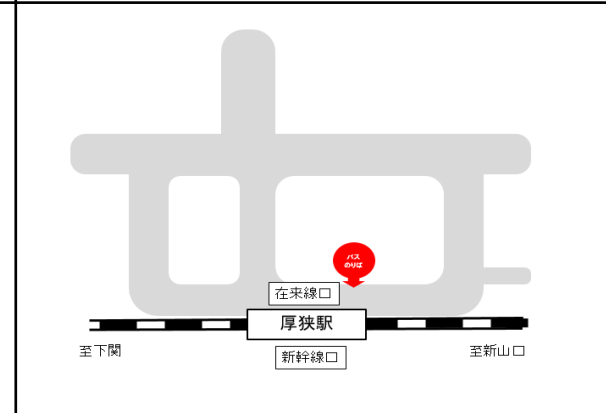 バス
のりば
在来線口
厚狭駅
至下関
新幹線口
至新山口